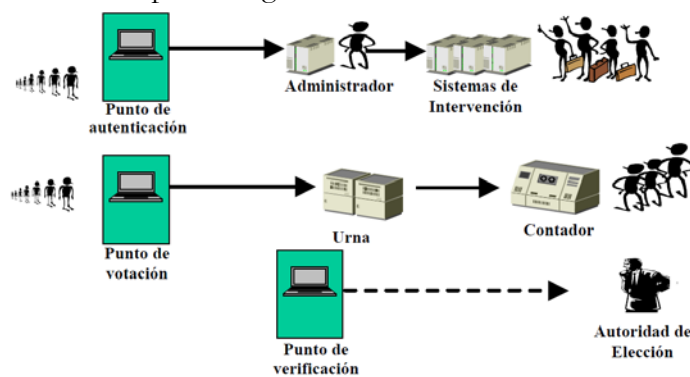 Punto de
autenticación
Administrador
Sistemas de
Intervención
Punto de
votación
Urna
Contador
Punto de
verificación
Autoridad de
Elección